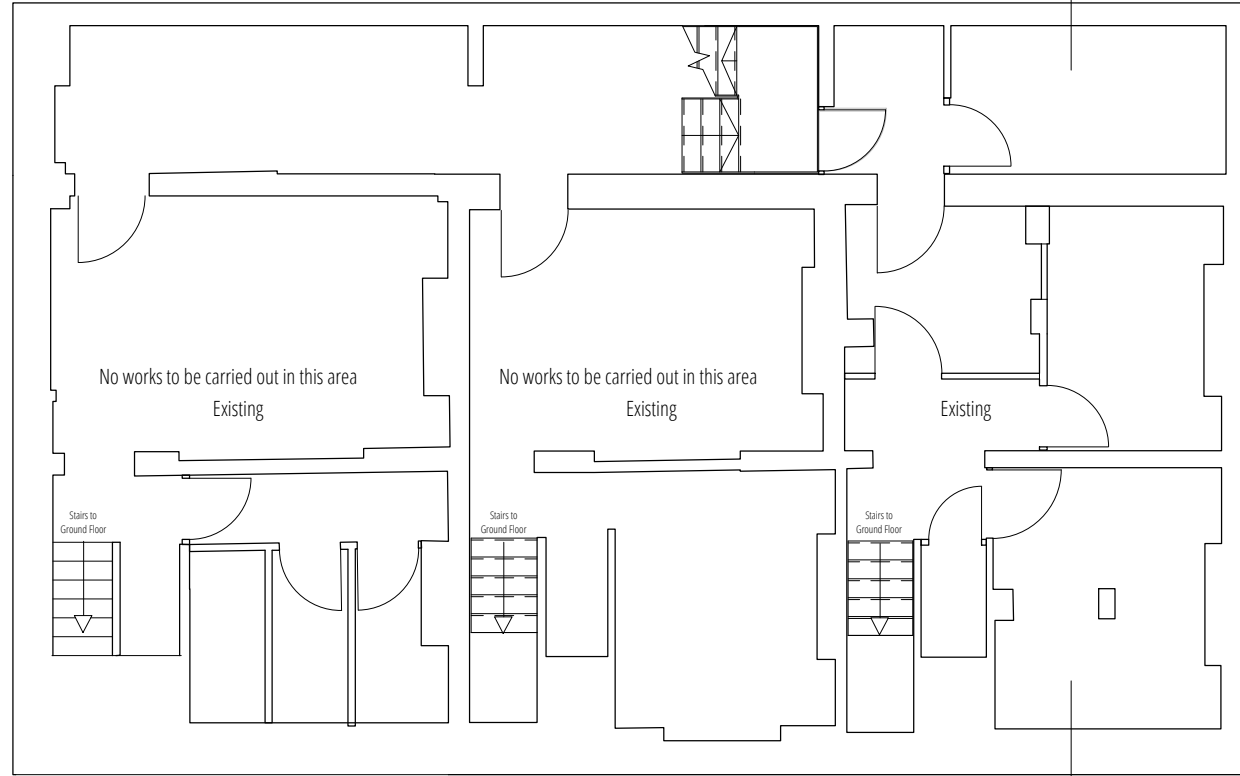 No works to be carried out in this area
Existing
No works to be carried out in this area
Existing
Existing
Stairs to
Ground Floor
Stairs to
Ground Floor
Stairs to
Ground Floor